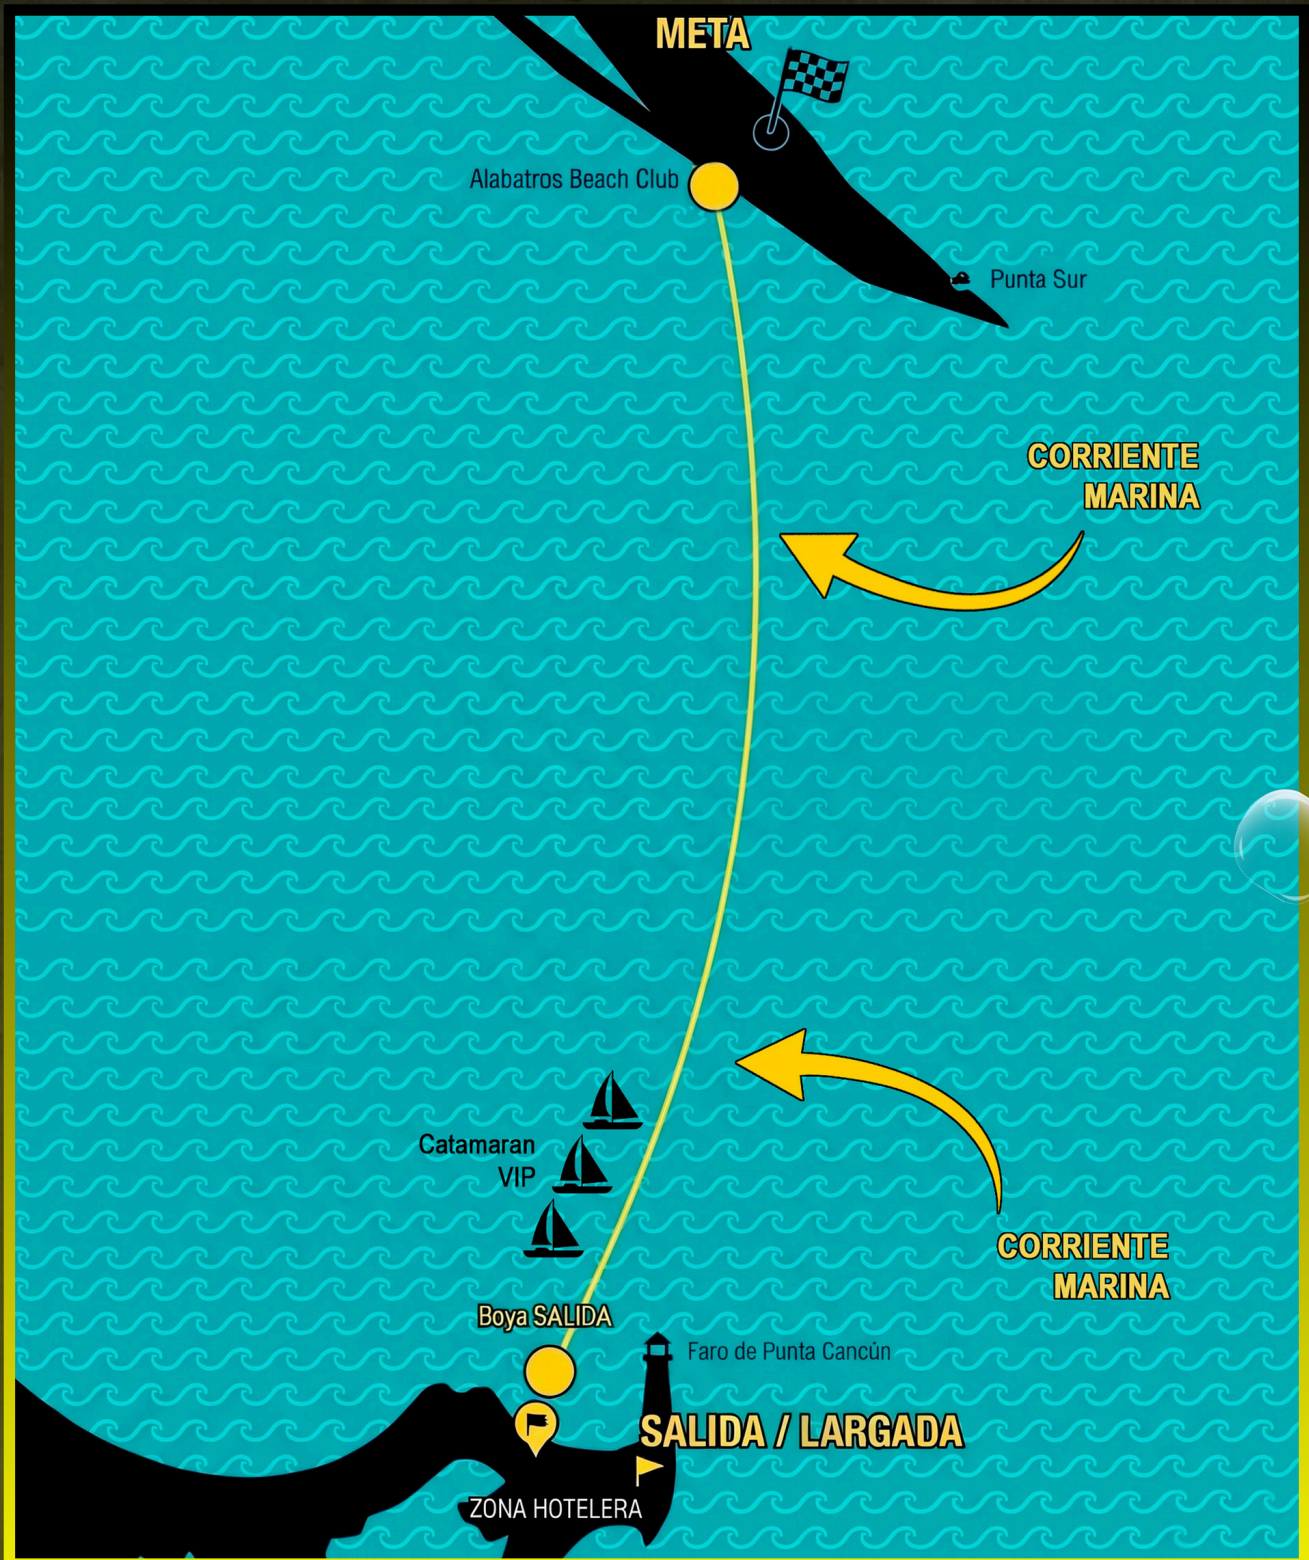 META
Alabatros Beach Club
Punta Sur
CORRIENTE
MARINA
Catamaran
VIP
CORRIENTE
MARINA
Boya SALIDA
Faro de Punta Cancún
SALIDA / LARGADA
ZONA HOTELERA